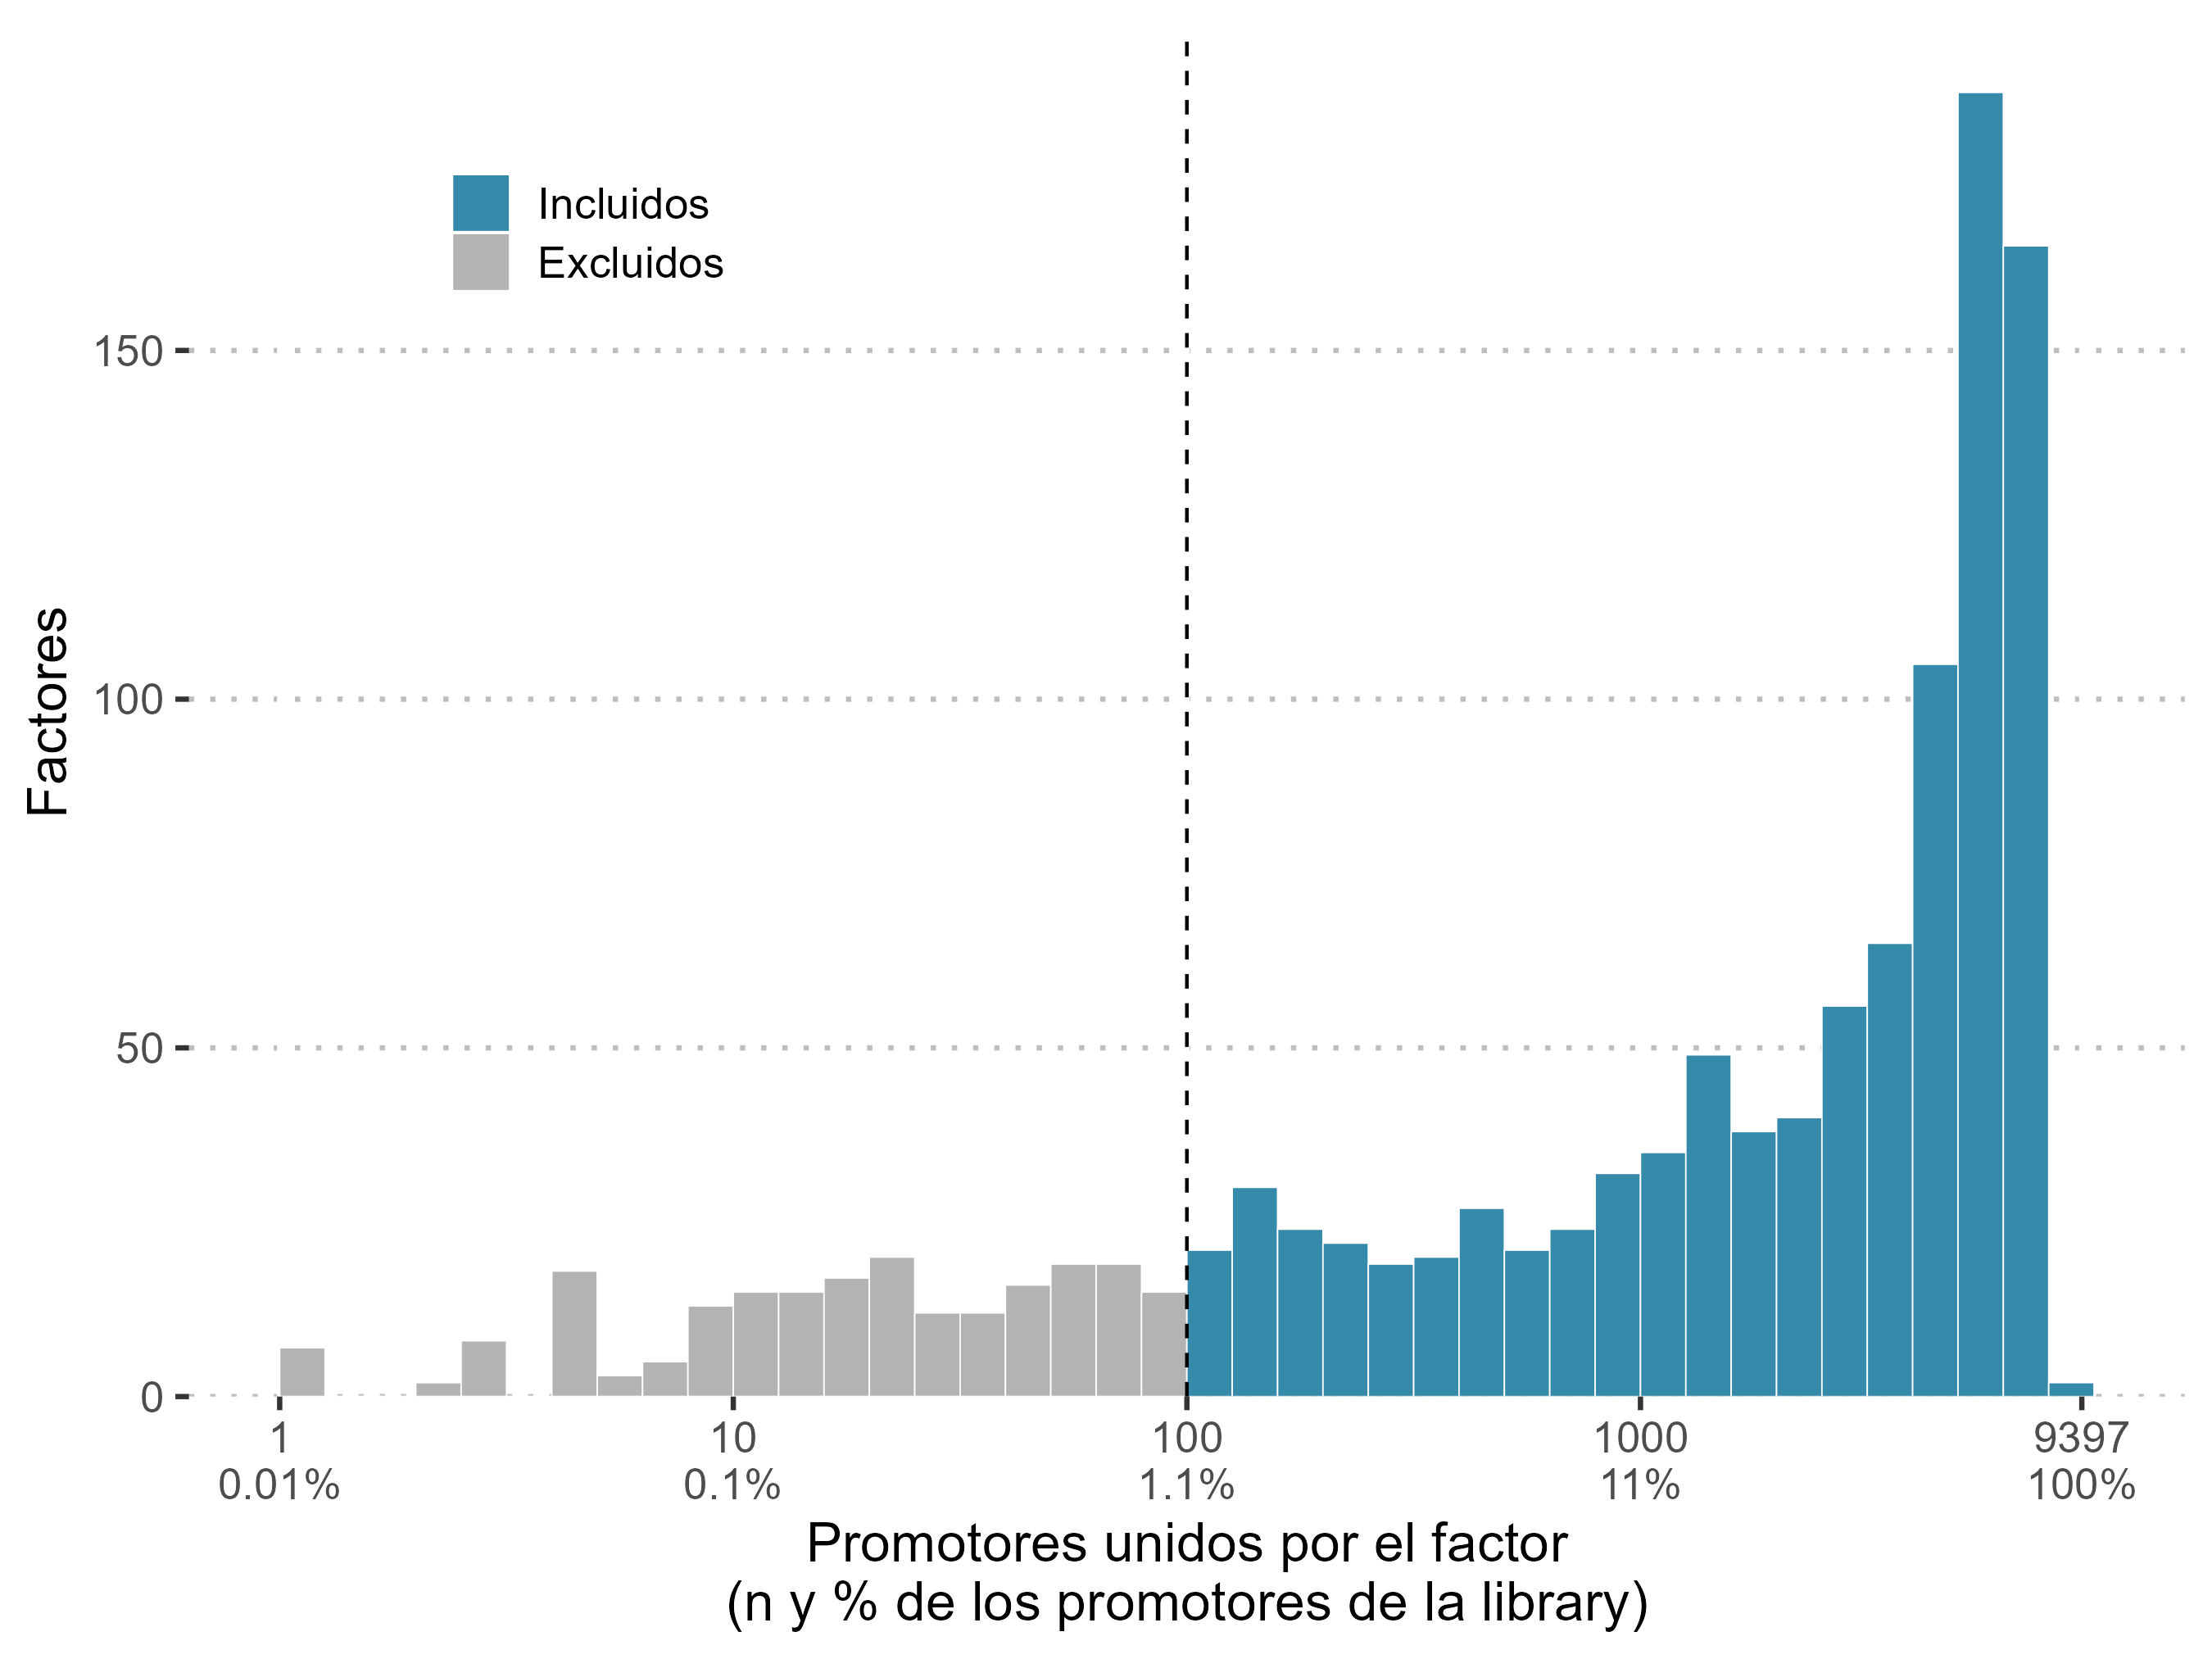 Incluidos
Excluidos
Factores
150
100
50
0
1 10 100 1000 9397
0.01% 0.1% 1.1% 11% 100%
Promotores unidos por el factor
(n y % de los promotores de la library)